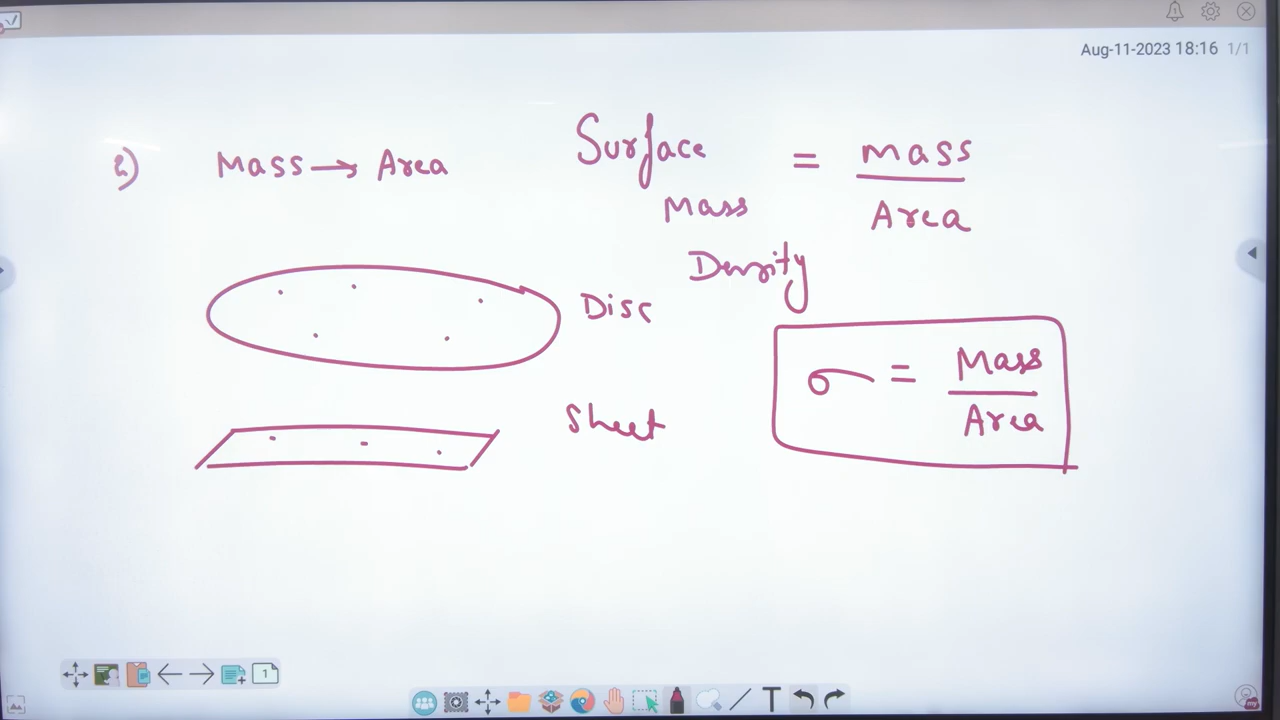 Aug-11-2023 18:16 1/1
2) Mass → Area
Surface Mass Density = Mass / Area
Disc
Sheet
σ = Mass / Area
1
T